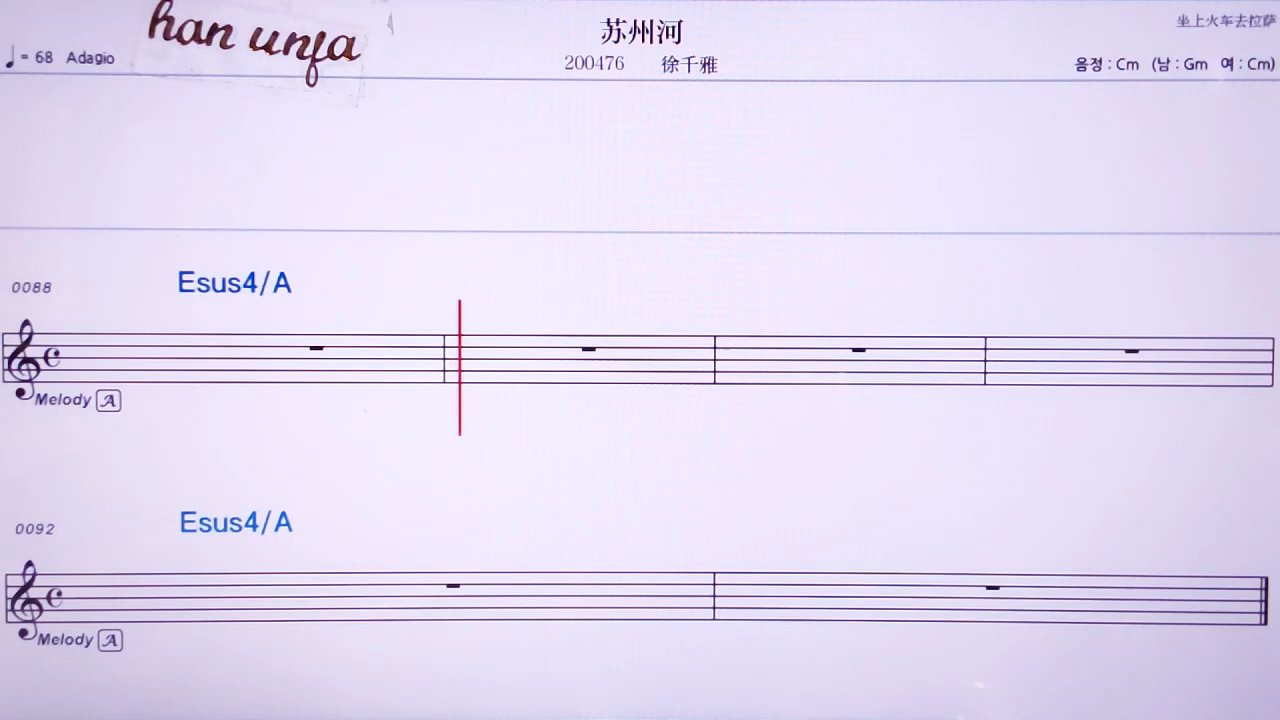 han unfa
苏州河
坐上火车去拉萨
♩= 68 Adagio
200476 徐千雅
음정 : Cm (남 : Gm 여 : Cm)
0088
Esus4/A
Melody A
0092
Esus4/A
Melody A